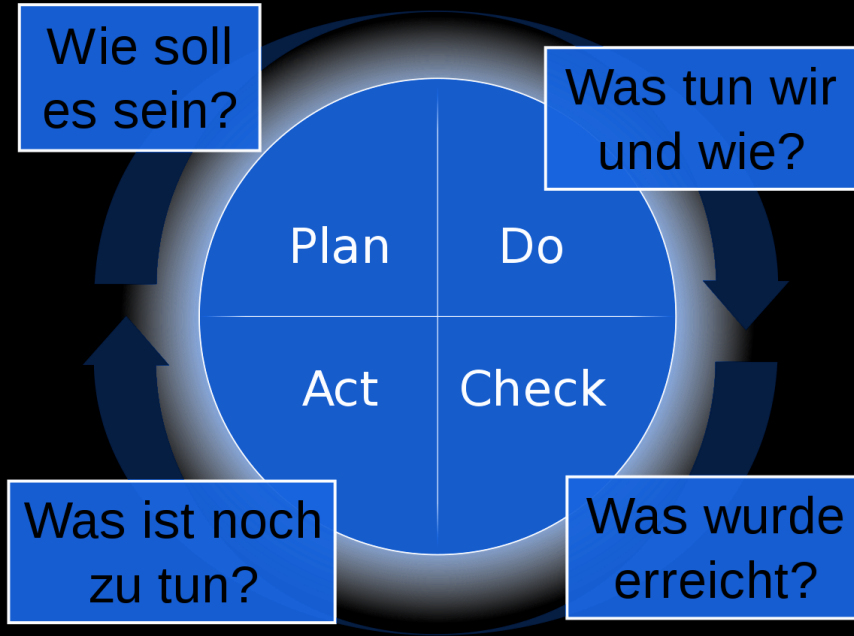 Wie soll
es sein?
Was tun wir
und wie?
Plan
Do
Act
Check
Was ist noch
zu tun?
Was wurde
erreicht?